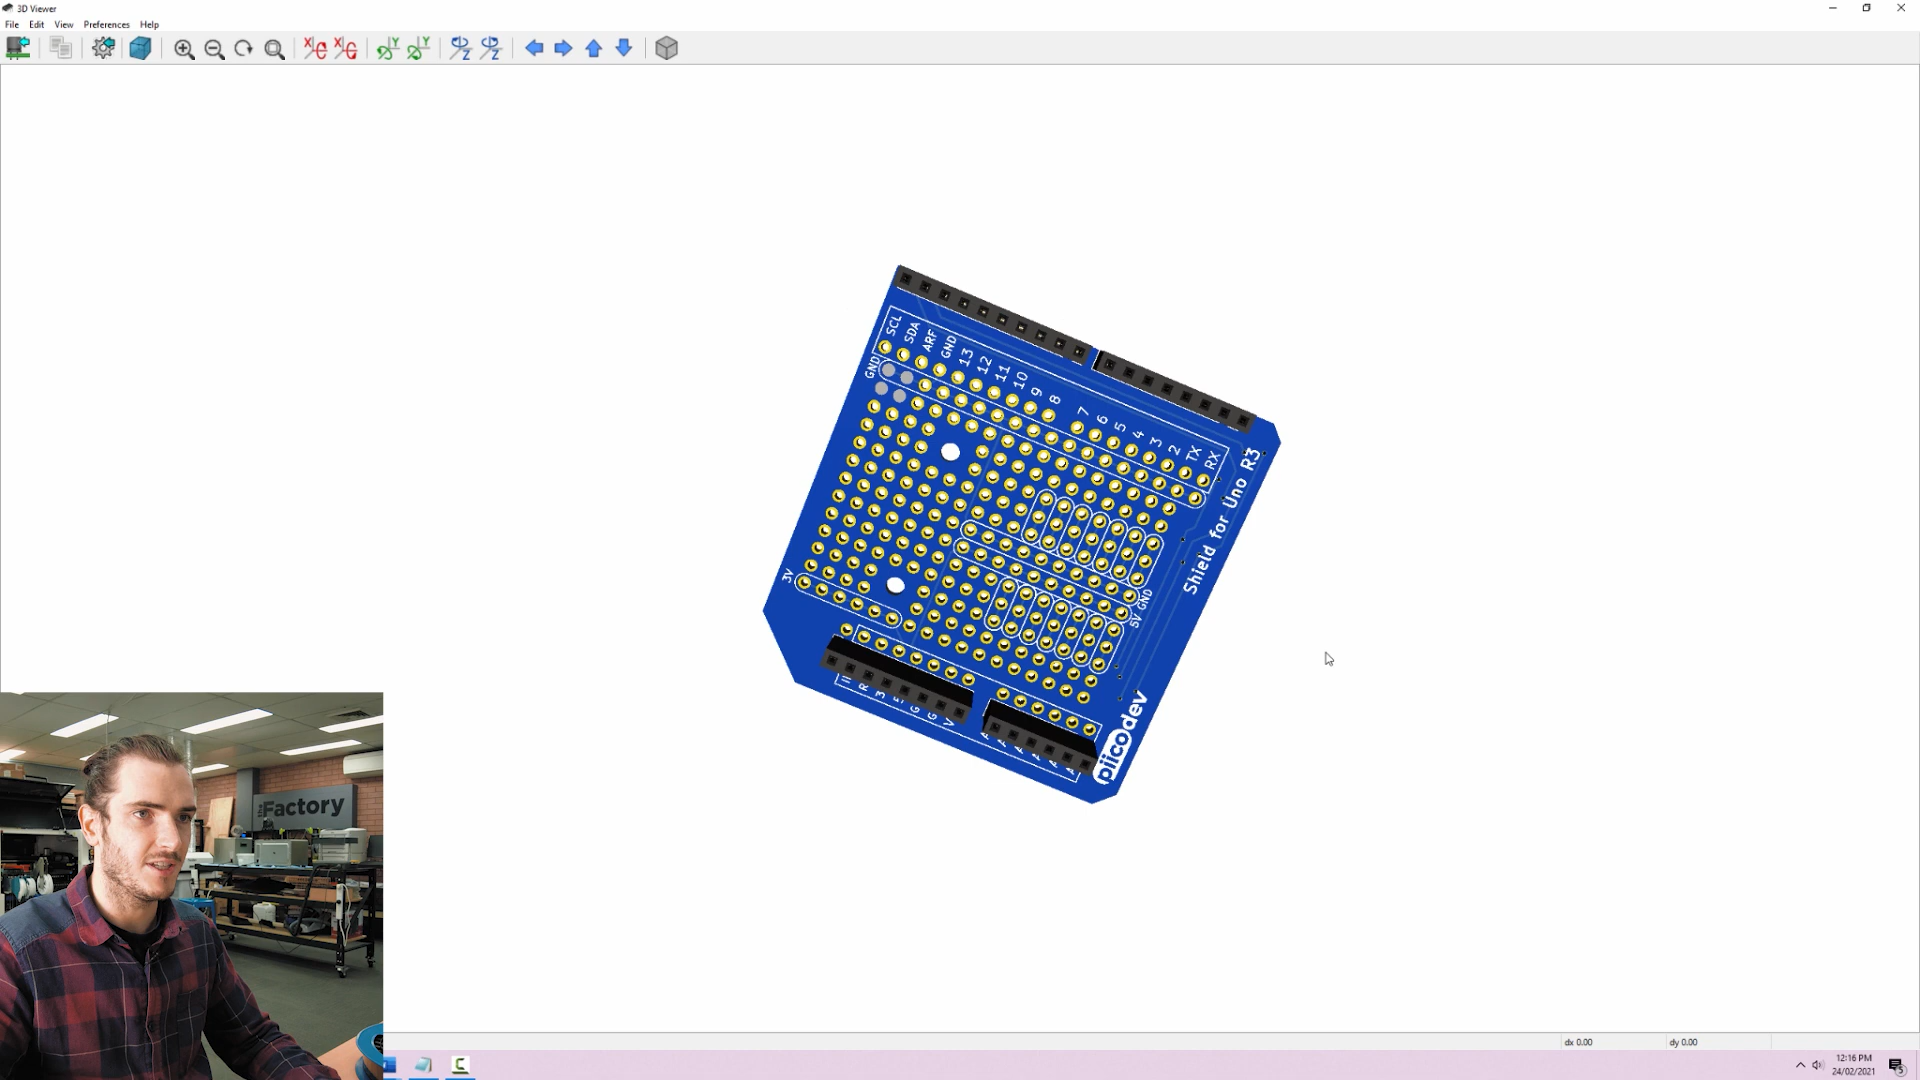 3D Viewer
File Edit View Preferences Help
SCL
SDA
ARF
GND
13
12
11
10
9
8
7
6
5
4
3
2
TX
RX
GND
3V
GND
5V
Shield for Uno R3
piicodev
the Factory
dx 0.00
dy 0.00
12:16 PM
24/02/2021
5